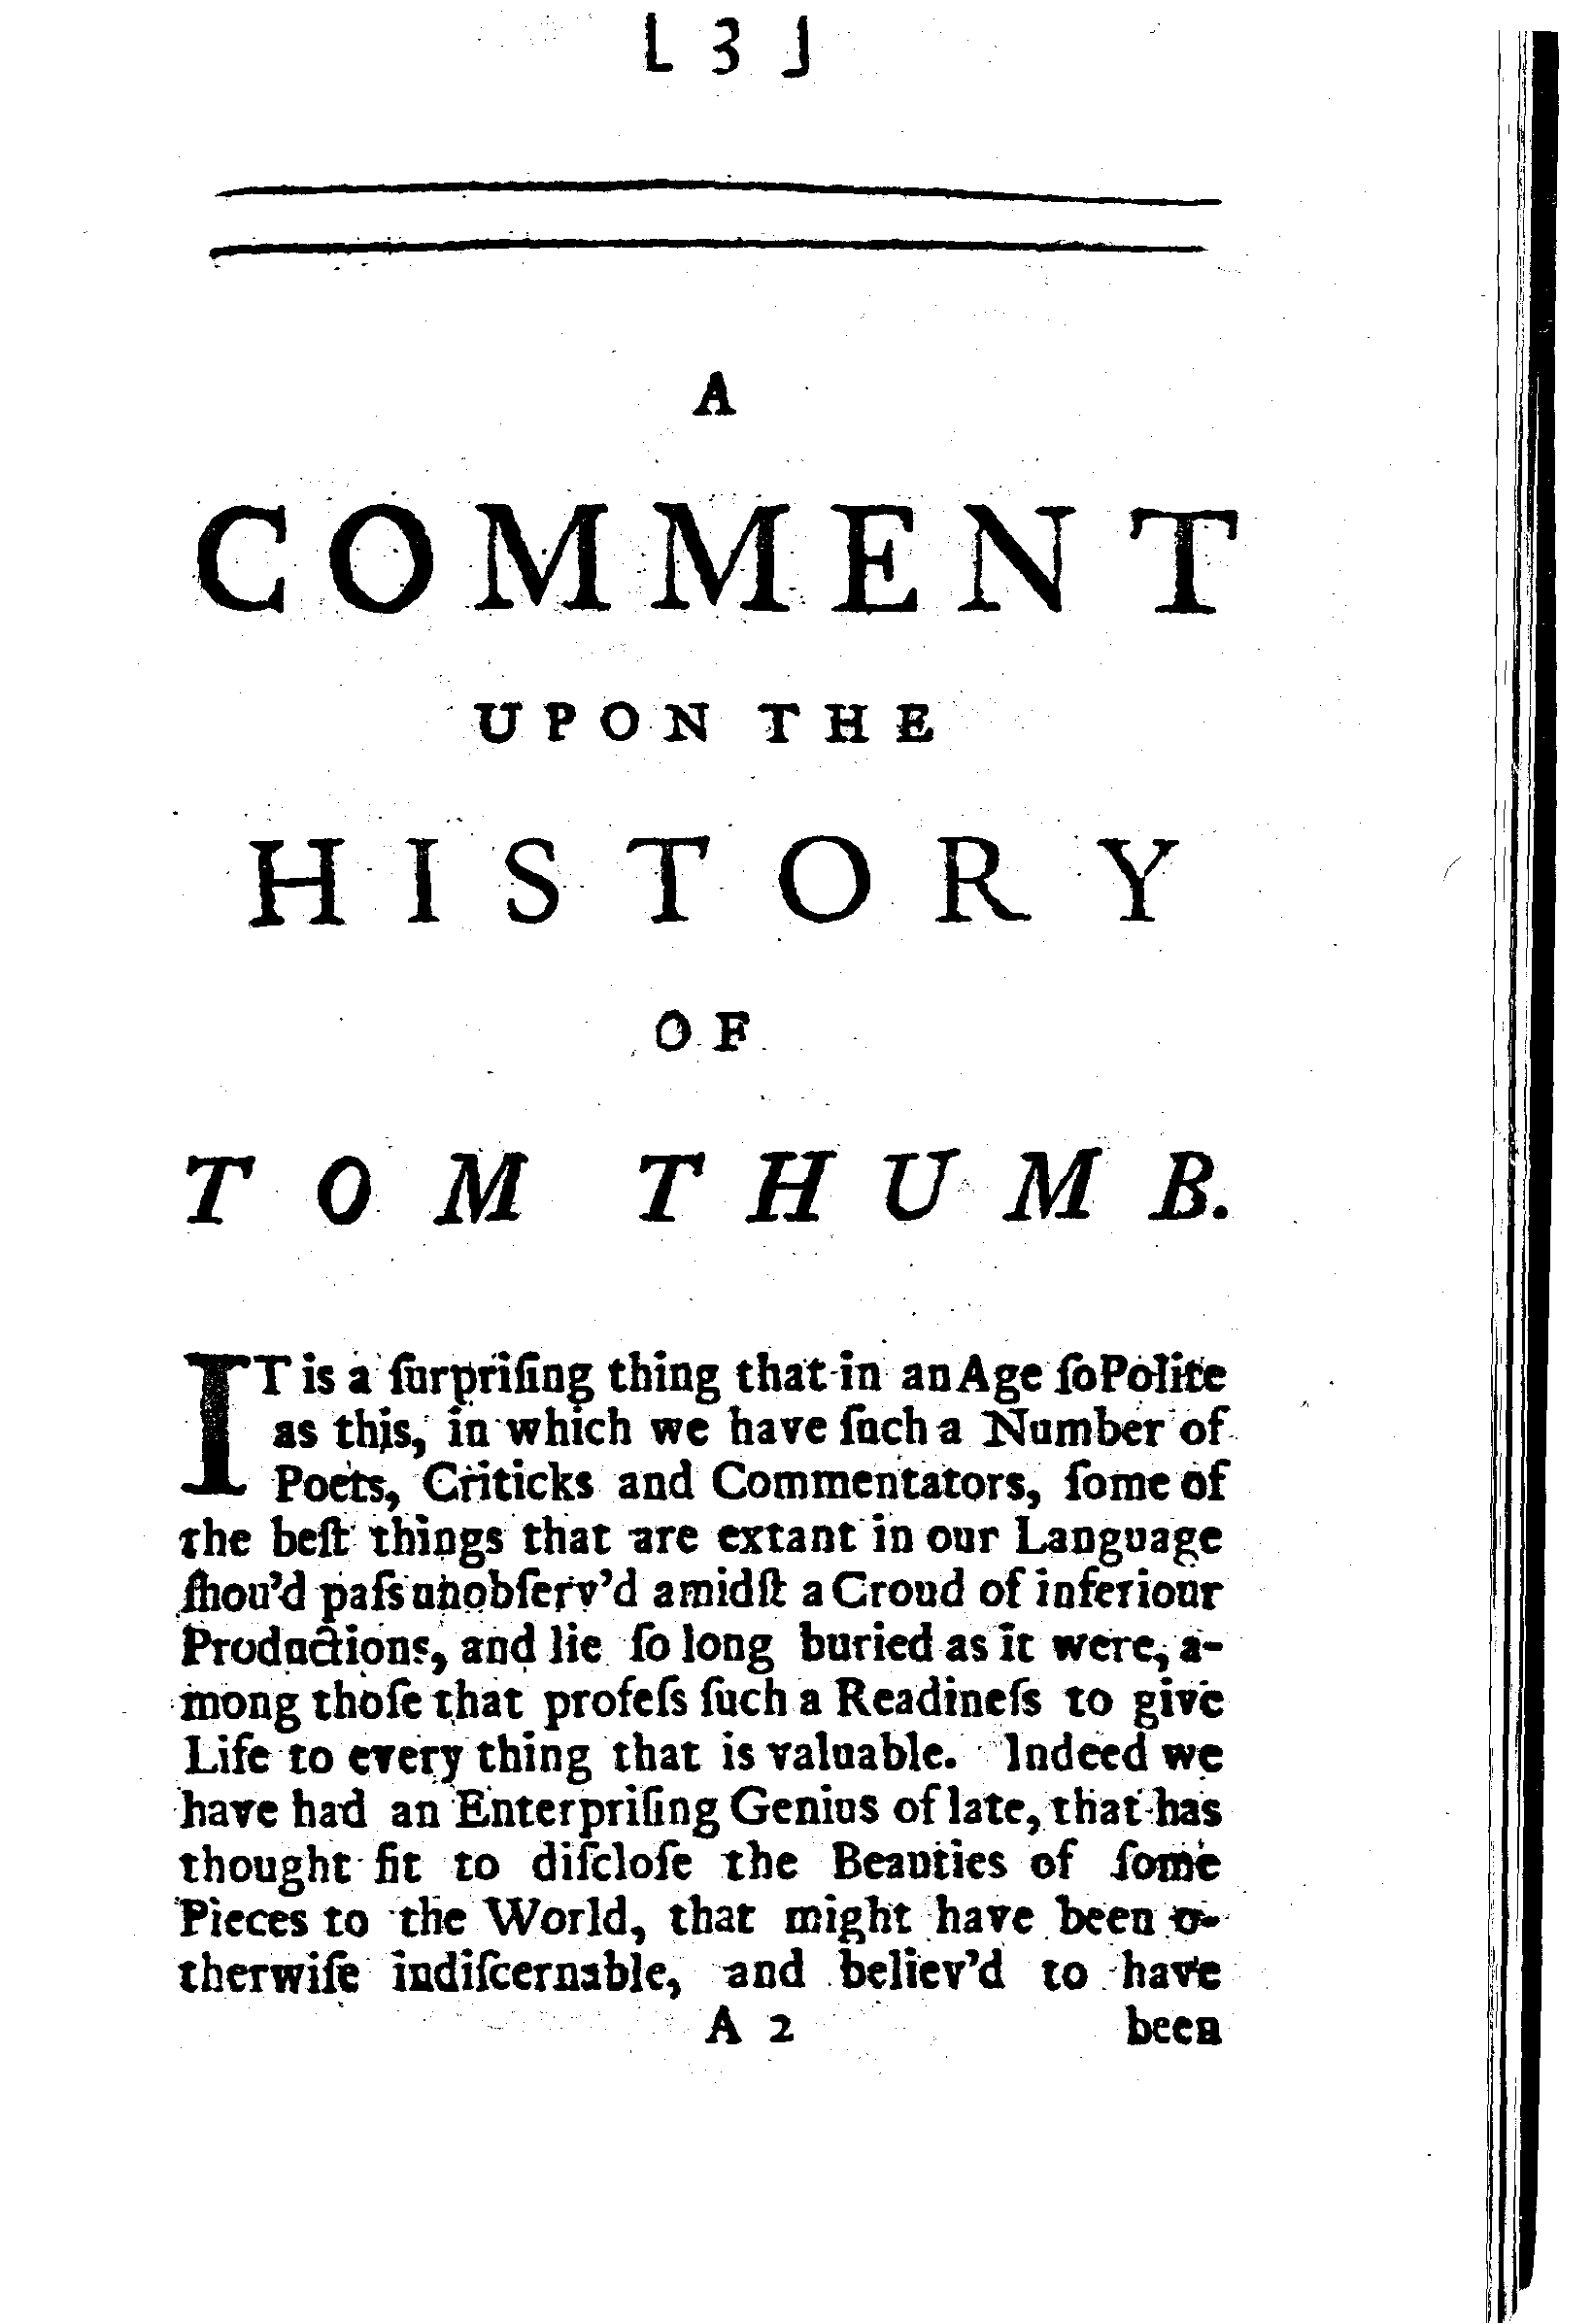 [ 3 ]
A
COMMENT
UPON THE
HISTORY
OF
TOM THUMB.
IT is a ſurpriſing thing that in an Age ſo Polite
as this, in which we have ſuch a Number of
Poets, Criticks and Commentators, ſome of
the beſt things that are extant in our Language
ſhou'd paſs unobſerv'd amidſt a Croud of inferiour
Productions, and lie ſo long buried as it were, a-
mong thoſe that profeſs ſuch a Readineſs to give
Life to every thing that is valuable. Indeed we
have had an Enterpriſing Genius of late, that has
thought fit to diſcloſe the Beauties of ſome
Pieces to the World, that might have been o-
therwiſe indiſcernable, and believ'd to have
A 2 been